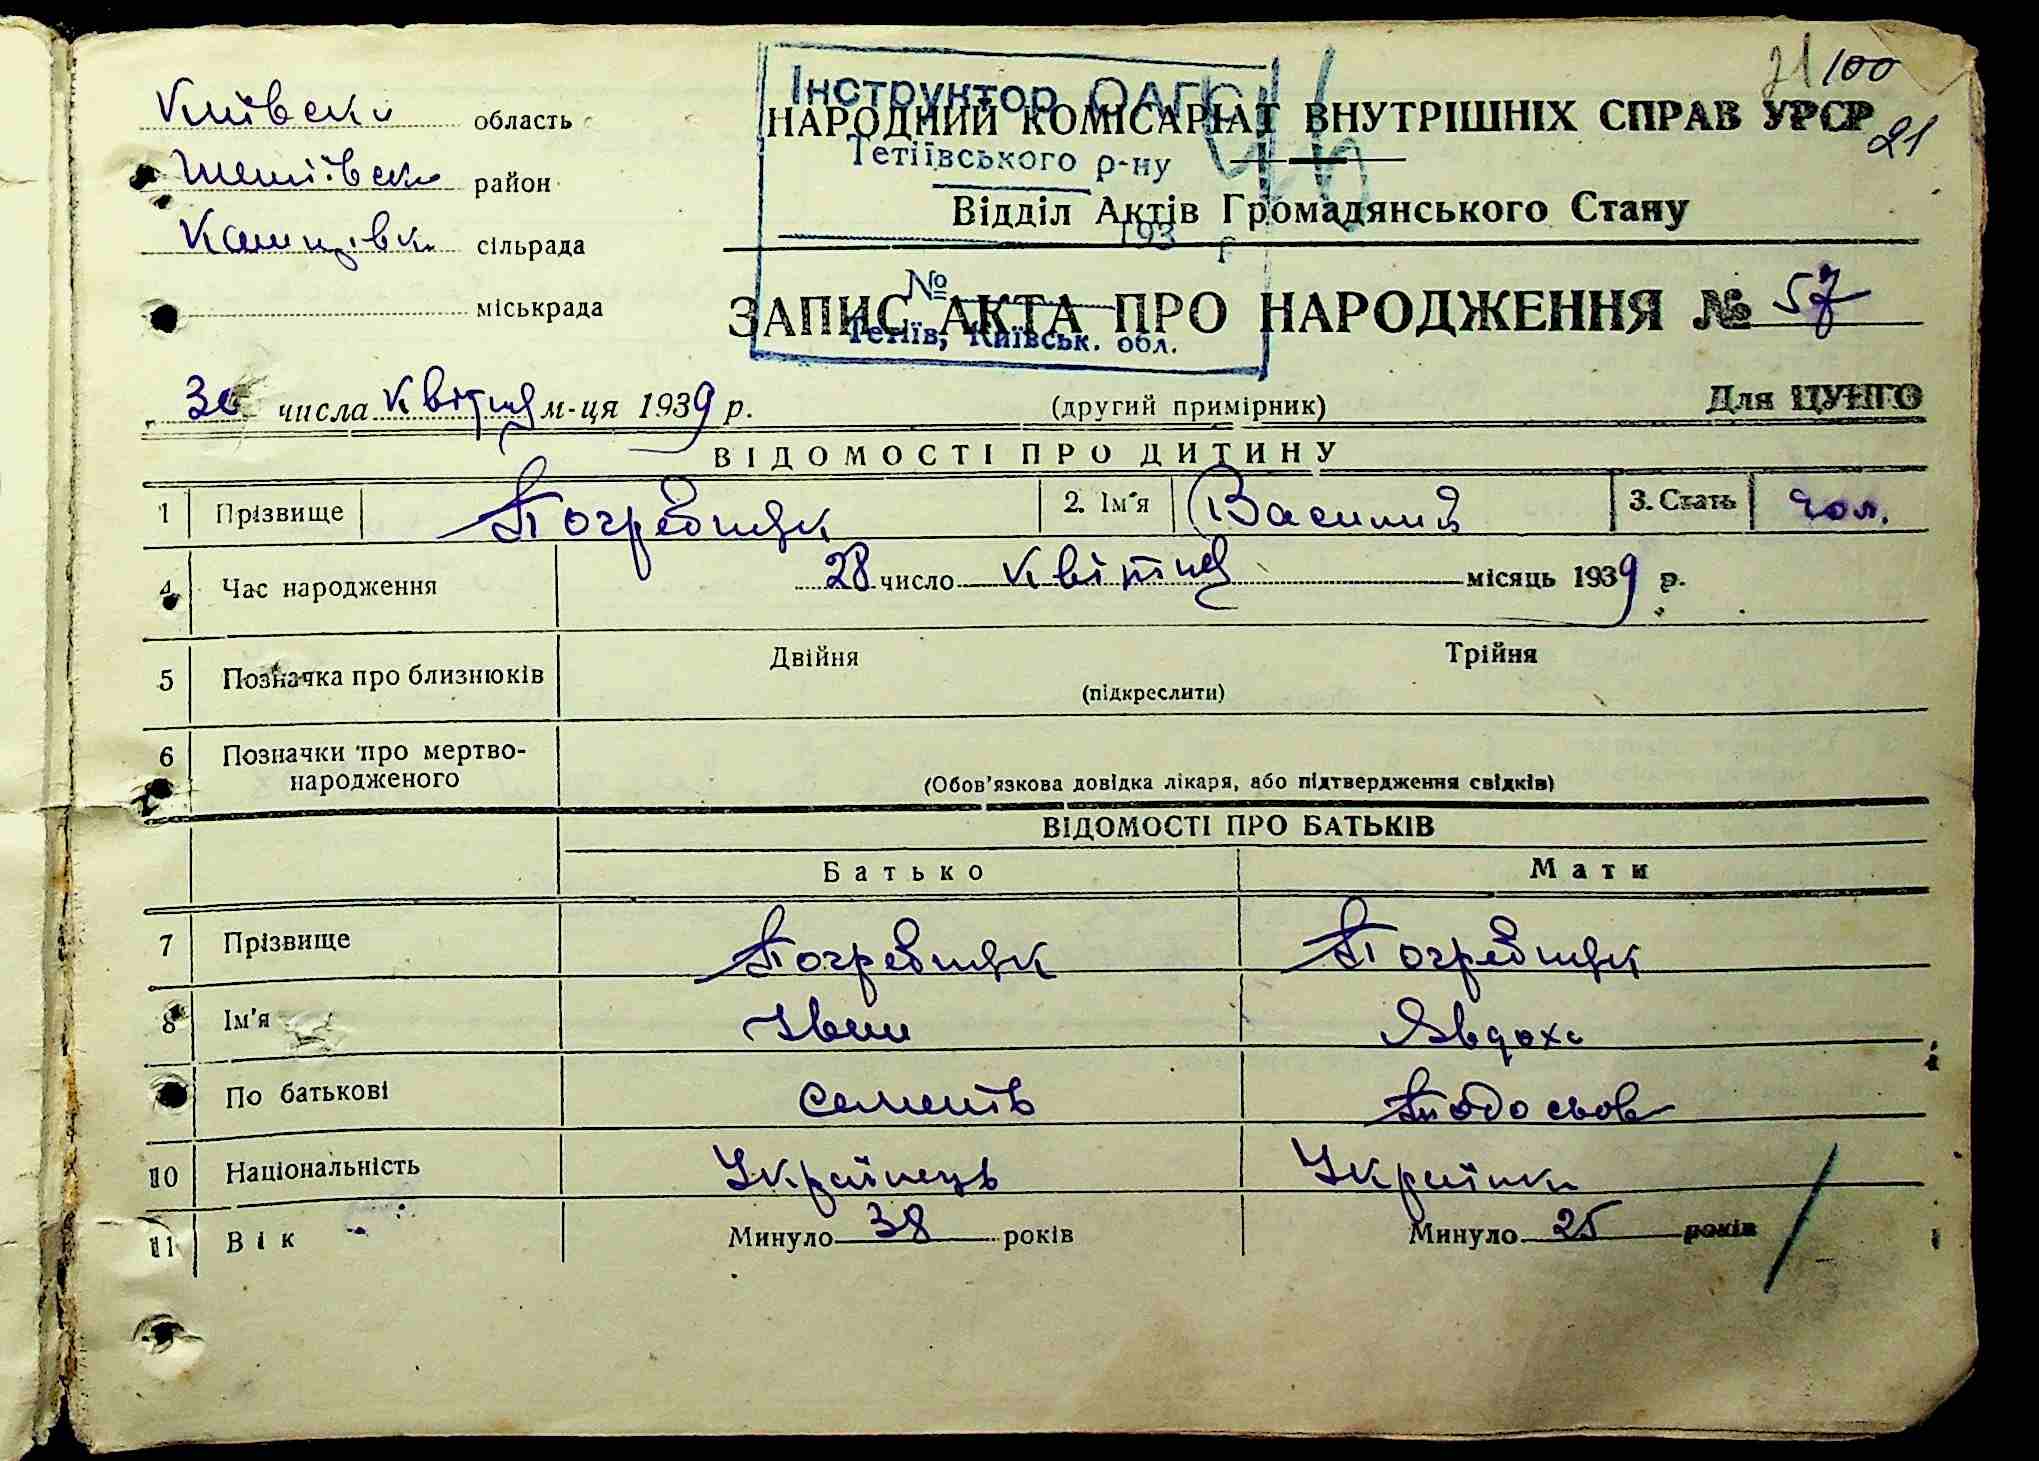 21 100
21
Київська область
Тетіївська район
Кашперівка сільрада
міськрада
Інструктор ОАГС
Тетіївського р-ну
193 г
№
Тетіїв, Київськ. обл.
НАРОДНИЙ КОМІСАРІАТ ВНУТРІШНІХ СПРАВ УРСР
Відділ Актів Громадянського Стану
ЗАПИС АКТА ПРО НАРОДЖЕННЯ № 57
30 числа квітня м-ця 1939 р. (другий примірник) Для ЦУНГО
ВІДОМОСТІ ПРО ДИТИНУ
1 Прізвище Погребняк 2. Ім'я Василий 3. Стать чол.
4 Час народження 28 число квітня місяць 1939 р.
5 Позначка про близнюків Двійня Трійня
(підкреслити)
6 Позначки про мертво-
народженого (Обов'язкова довідка лікаря, або підтвердження свідків)
ВІДОМОСТІ ПРО БАТЬКІВ
Батько Мати
7 Прізвище Погребняк Погребняк
8 Ім'я Іван Явдоха
По батькові Семенів Тодосьов
10 Національність Українець Українка
11 Вік Минуло 38 років Минуло 25 років